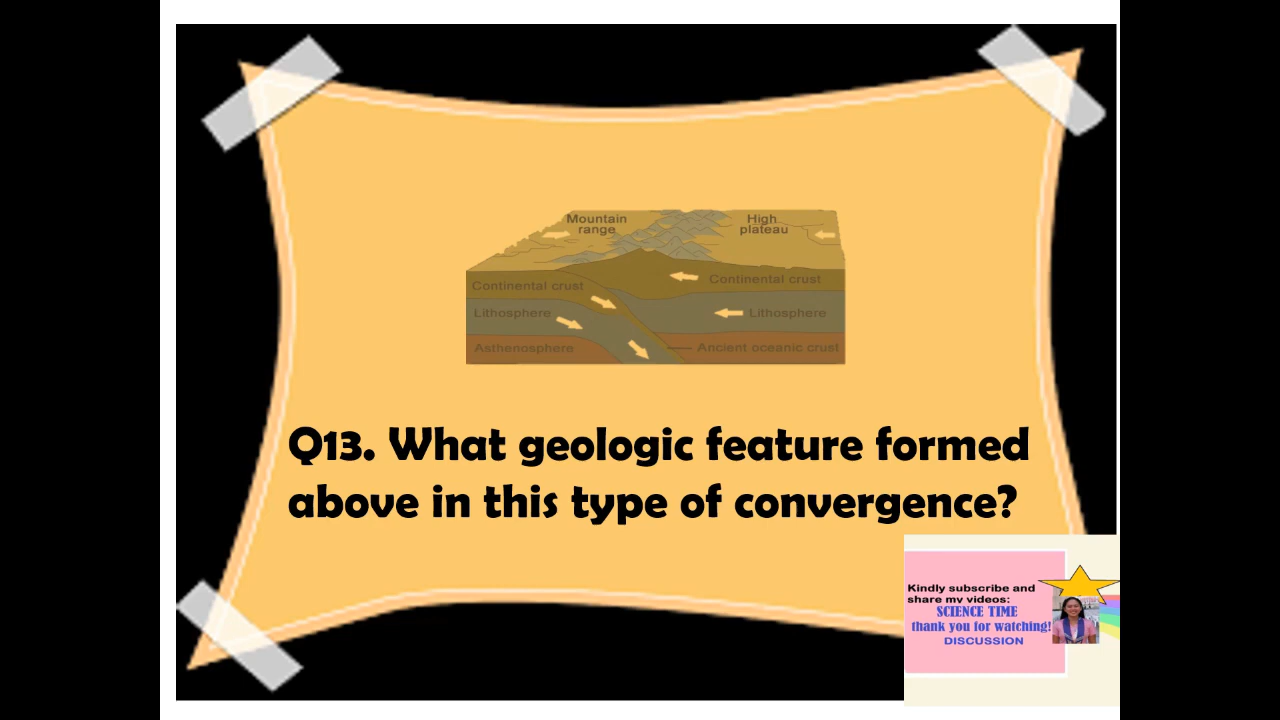 Mountain
range
High
plateau
Continental crust
Continental crust
Lithosphere
Lithosphere
Asthenosphere
Ancient oceanic crust
Q13. What geologic feature formed
above in this type of convergence?
Kindly subscribe and
share my videos:
SCIENCE TIME
thank you for watching!
DISCUSSION